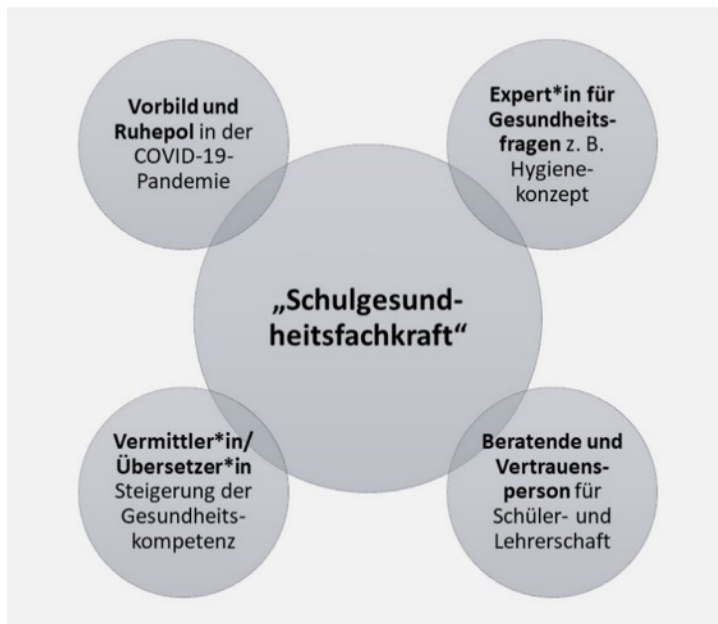 Vorbild und
Ruhepol in der
COVID-19-
Pandemie
Expert*in für
Gesundheits-
fragen z. B.
Hygiene-
konzept
„Schulgesund-
heitsfachkraft“
Vermittler*in/
Übersetzer*in
Steigerung der
Gesundheits-
kompetenz
Beratende und
Vertrauens-
person für
Schüler- und
Lehrerschaft